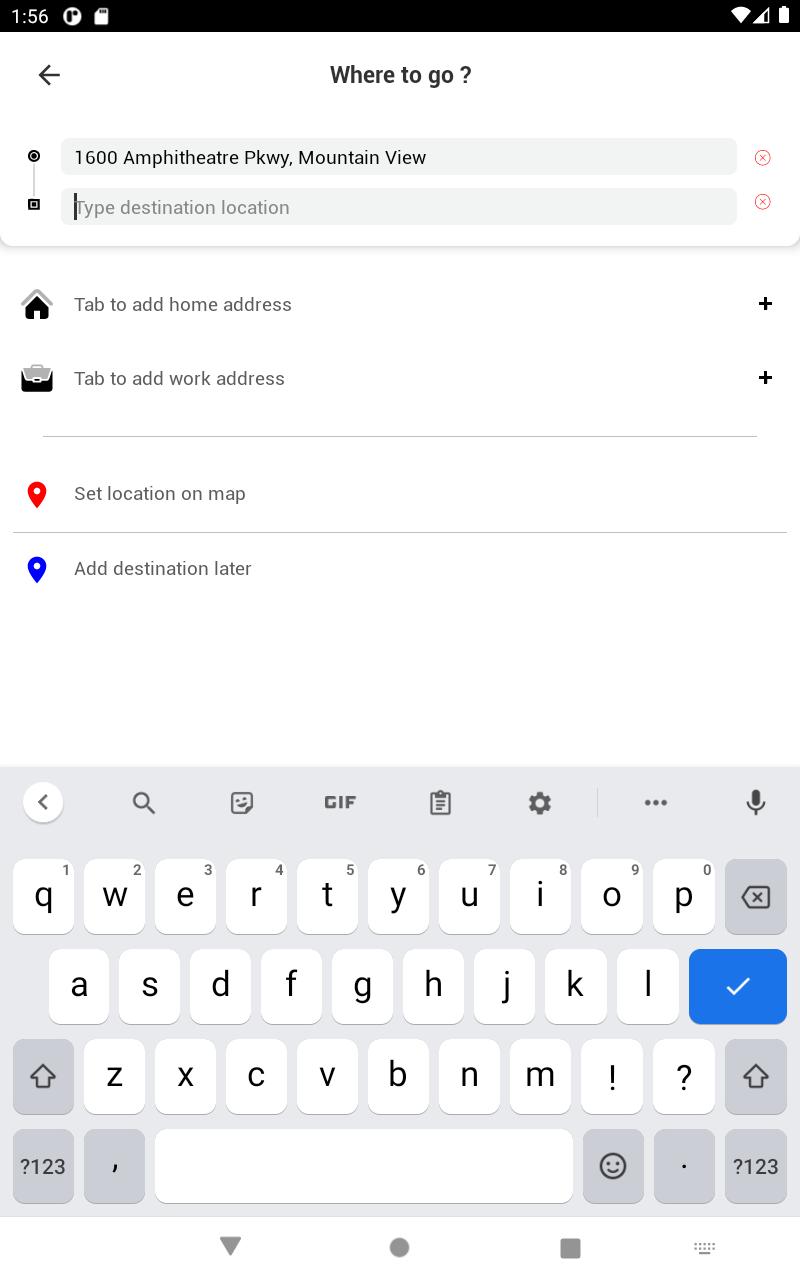 1:56
Where to go ?
1600 Amphitheatre Pkwy, Mountain View
Type destination location
Tab to add home address
Tab to add work address
Set location on map
Add destination later
GIF
q 1 w 2 e 3 r 4 t 5 y 6 u 7 i 8 o 9 p 0
a s d f g h j k l
z x c v b n m ! ?
?123 , . ?123